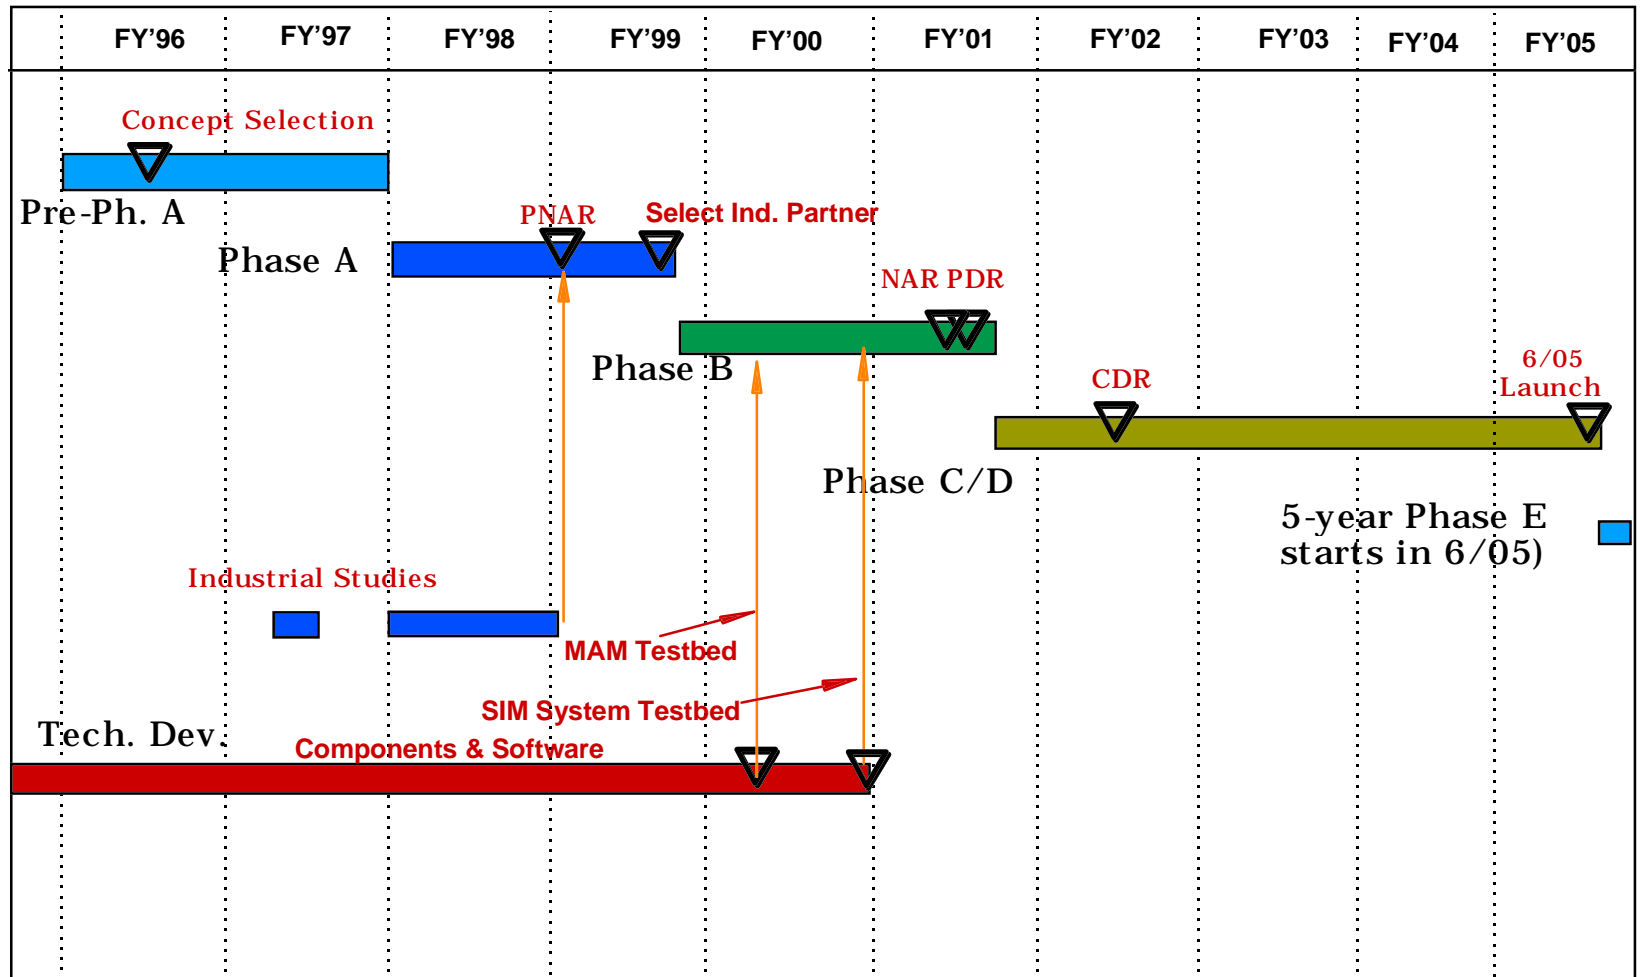 FY'96 FY'97 FY'98 FY'99 FY'00 FY'01 FY'02 FY'03 FY'04 FY'05
Concept Selection
Pre-Ph. A
PNAR
Select Ind. Partner
Phase A
NAR PDR
Phase B
CDR
6/05
Launch
Phase C/D
5-year Phase E
starts in 6/05)
Industrial Studies
MAM Testbed
SIM System Testbed
Tech. Dev.
Components & Software